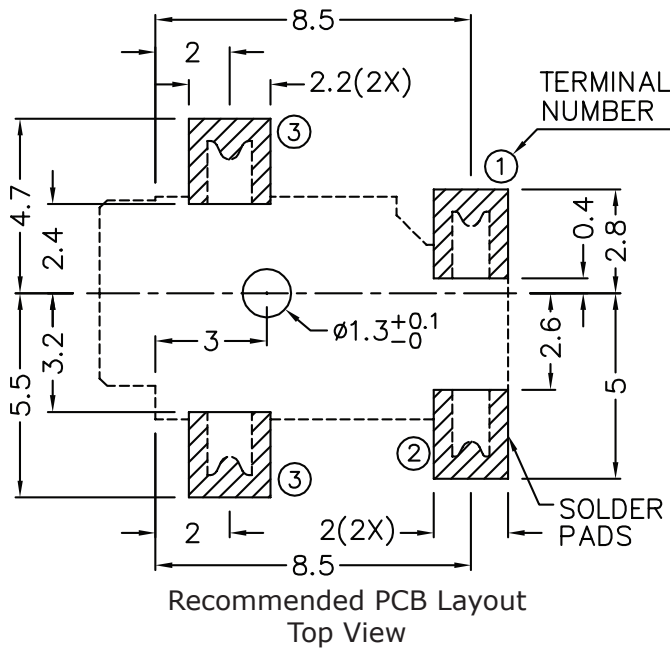 8.5
2
2.2(2X)
TERMINAL
NUMBER
3
1
4.7
2.4
0.4
2.8
3
ø1.3+0.1
-0
3.2
5.5
2.6
5
2
3
2
2(2X)
SOLDER
PADS
8.5
Recommended PCB Layout
Top View